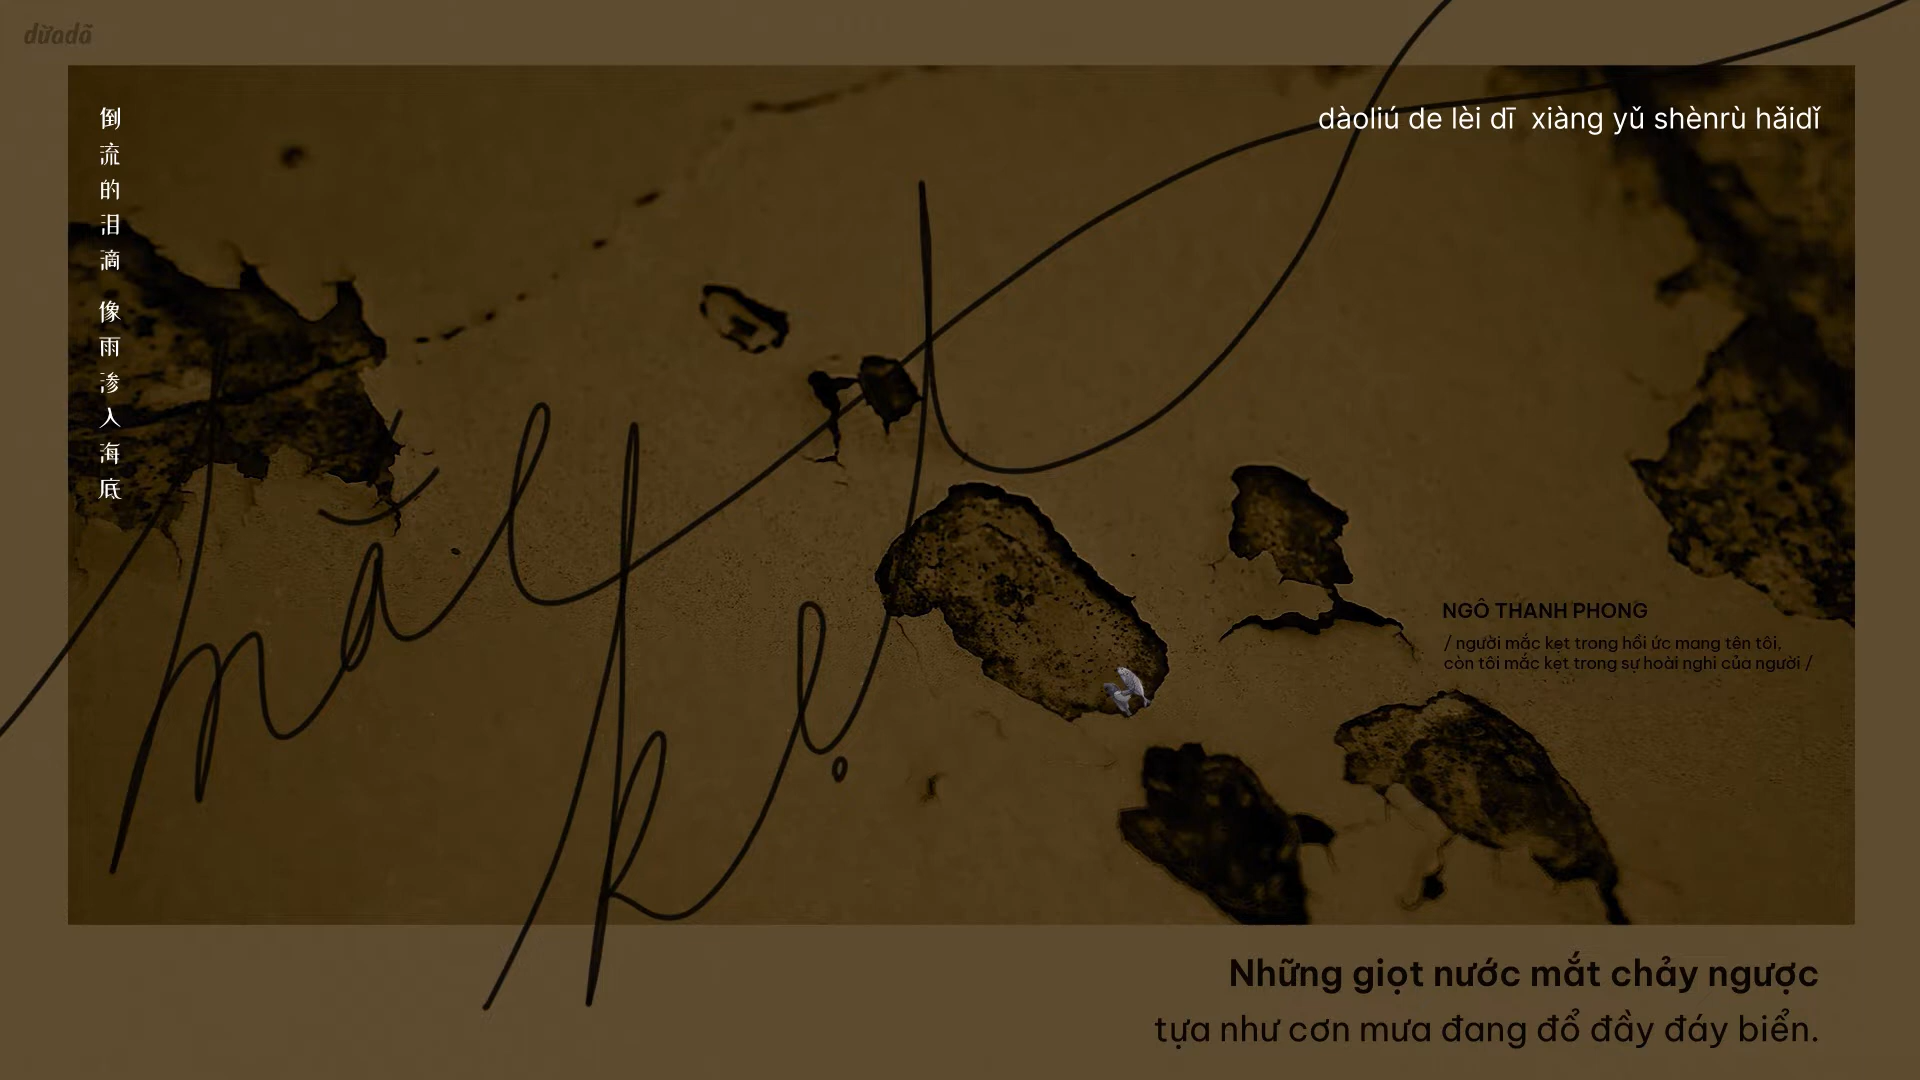 dừadã
倒流的泪滴 像雨渗入海底
dàoliú de lèi dī xiàng yǔ shènrù hǎidǐ
mắt kẹt
NGÔ THANH PHONG
/ người mắc kẹt trong hồi ức mang tên tôi,
còn tôi mắc kẹt trong sự hoài nghi của người /
Những giọt nước mắt chảy ngược
tựa như cơn mưa đang đổ đầy đáy biển.